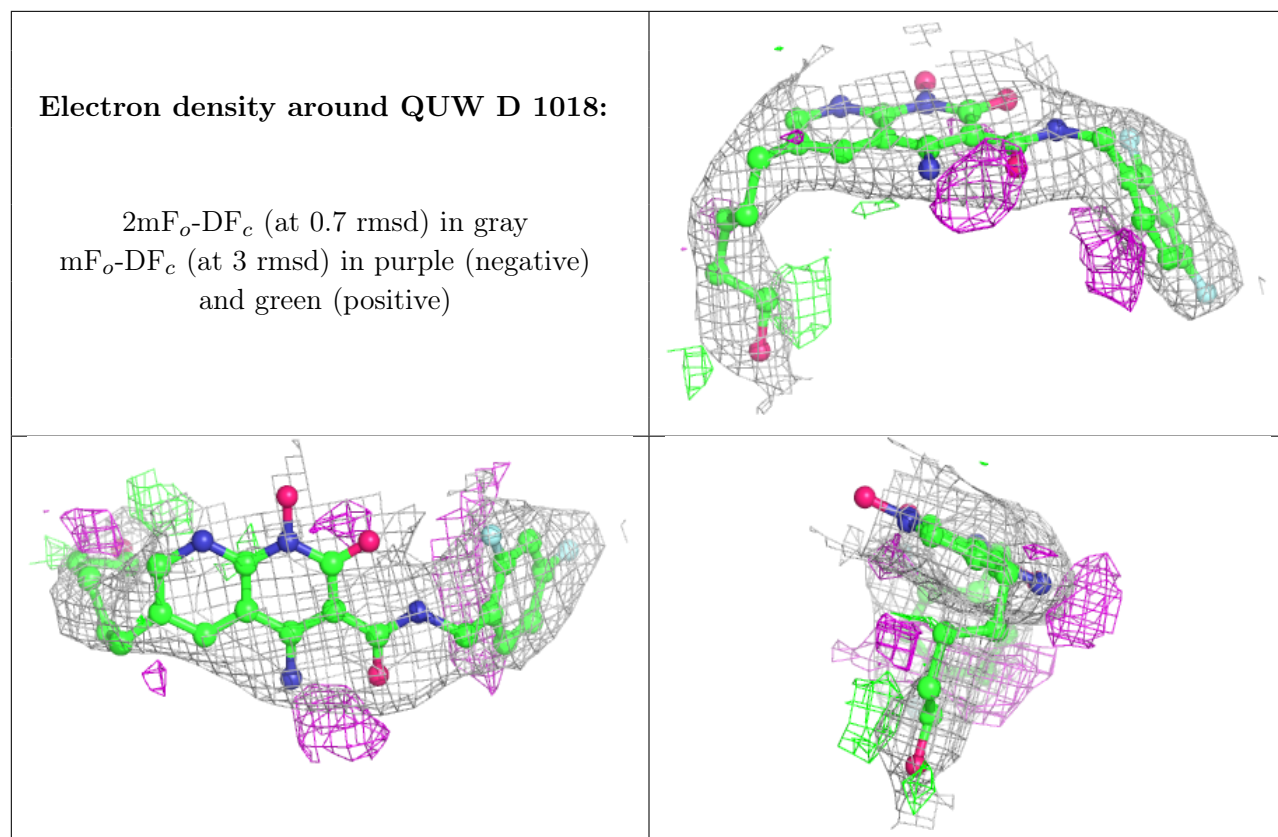 Electron density around QUW D 1018:
2mFo-DFc (at 0.7 rmsd) in gray
mFo-DFc (at 3 rmsd) in purple (negative)
and green (positive)